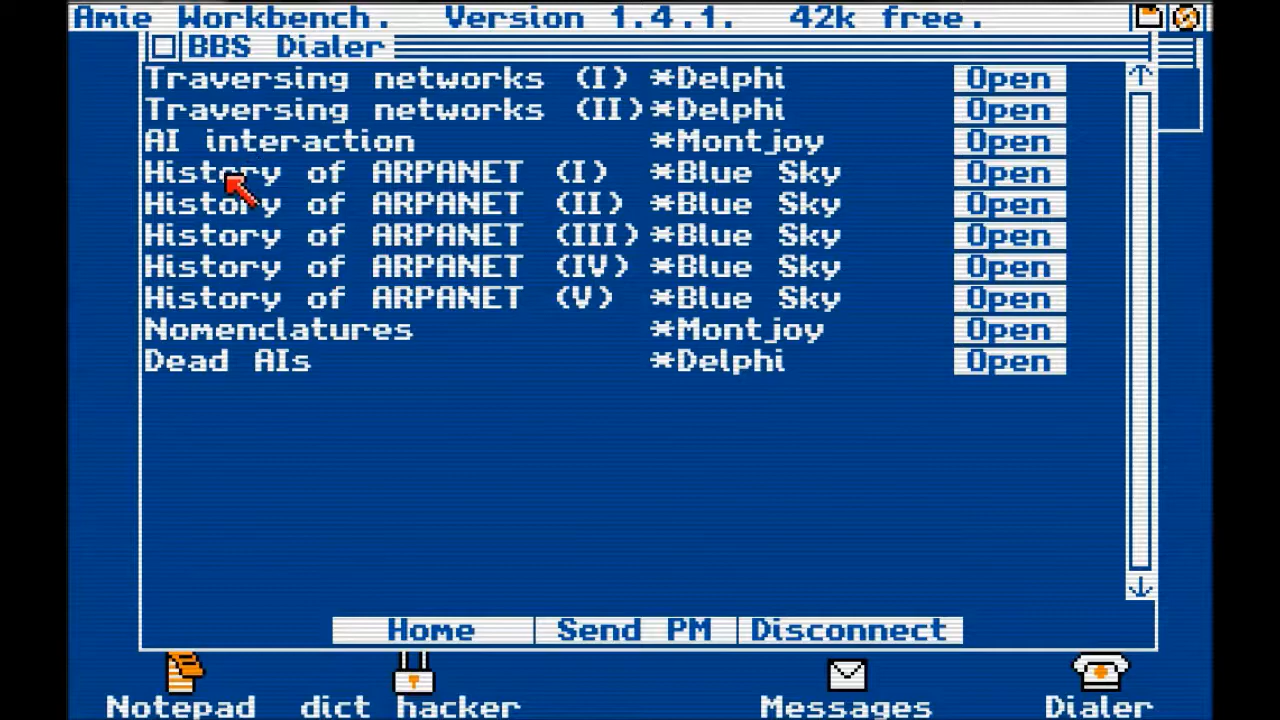 Amie Workbench. Version 1.4.1. 42k free.
BBS Dialer
Traversing networks (I) *Delphi Open
Traversing networks (II) *Delphi Open
AI interaction *Montjoy Open
History of ARPANET (I) *Blue Sky Open
History of ARPANET (II) *Blue Sky Open
History of ARPANET (III) *Blue Sky Open
History of ARPANET (IV) *Blue Sky Open
History of ARPANET (V) *Blue Sky Open
Nomenclatures *Montjoy Open
Dead AIs *Delphi Open
Home Send PM Disconnect
Notepad dict hacker Messages Dialer